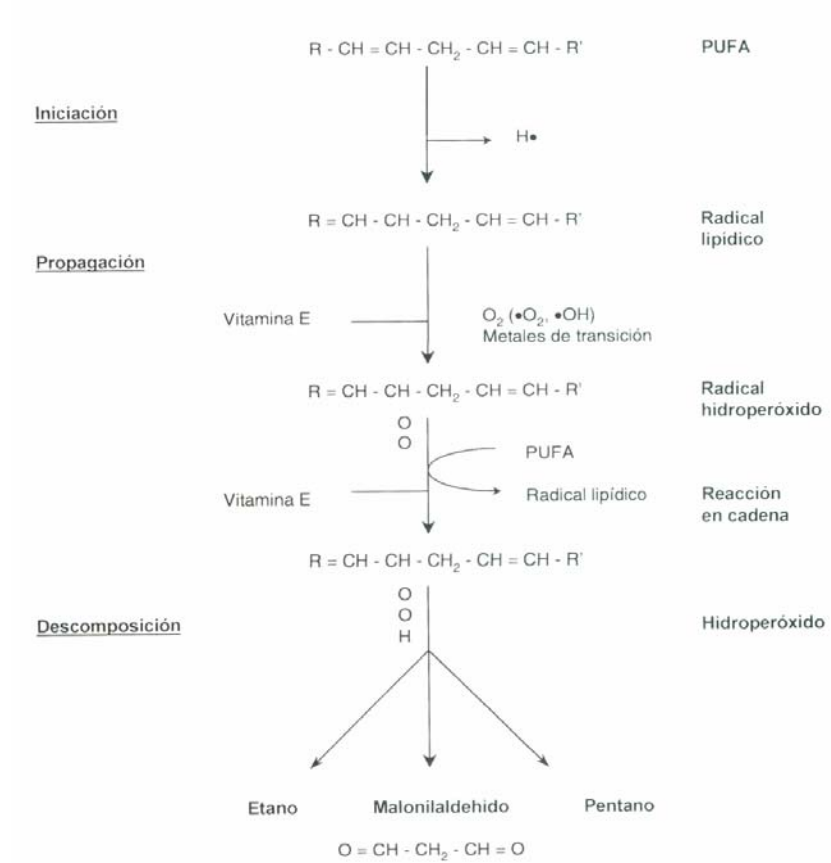 R - CH = CH - CH₂ - CH = CH - R'
PUFA
Iniciación
H•
R = CH - CH - CH₂ - CH = CH - R'
Radical
lipídico
Propagación
Vitamina E
O₂ (•O₂, •OH)
Metales de transición
R = CH - CH - CH₂ - CH = CH - R'
Radical
hidroperóxido
O
O
PUFA
Vitamina E
Radical lipídico
Reacción
en cadena
R = CH - CH - CH₂ - CH = CH - R'
O
O
H
Descomposición
Hidroperóxido
Etano
Malonilaldehido
Pentano
O = CH - CH₂ - CH = O